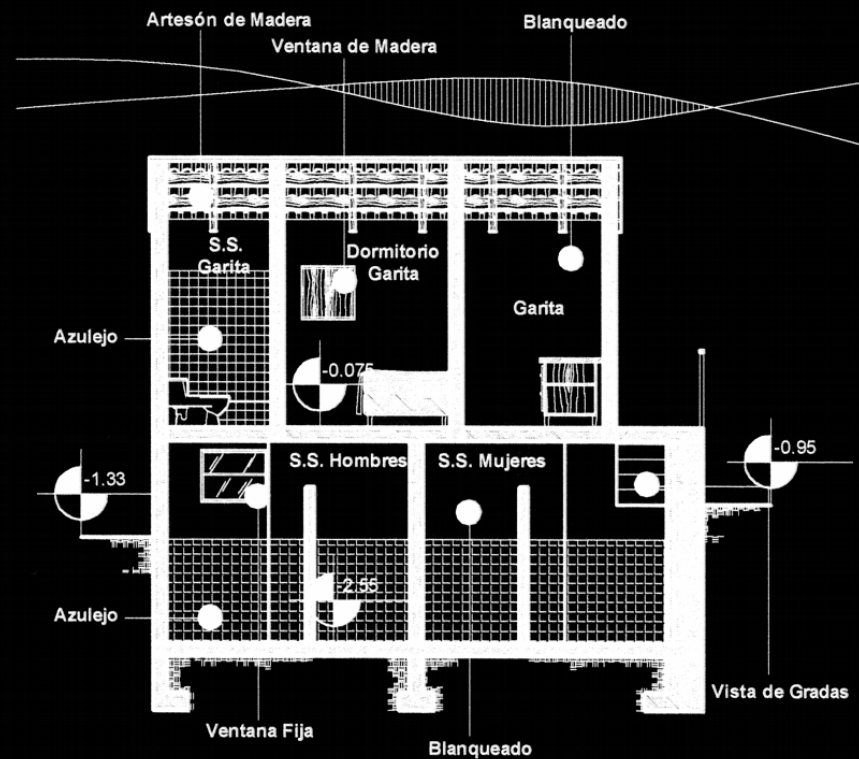 Artesón de Madera
Ventana de Madera
Blanqueado
S.S.
Garita
Dormitorio
Garita
Garita
Azulejo
-0.075
S.S. Hombres
S.S. Mujeres
-0.95
-1.33
-2.55
Azulejo
Vista de Gradas
Ventana Fija
Blanqueado